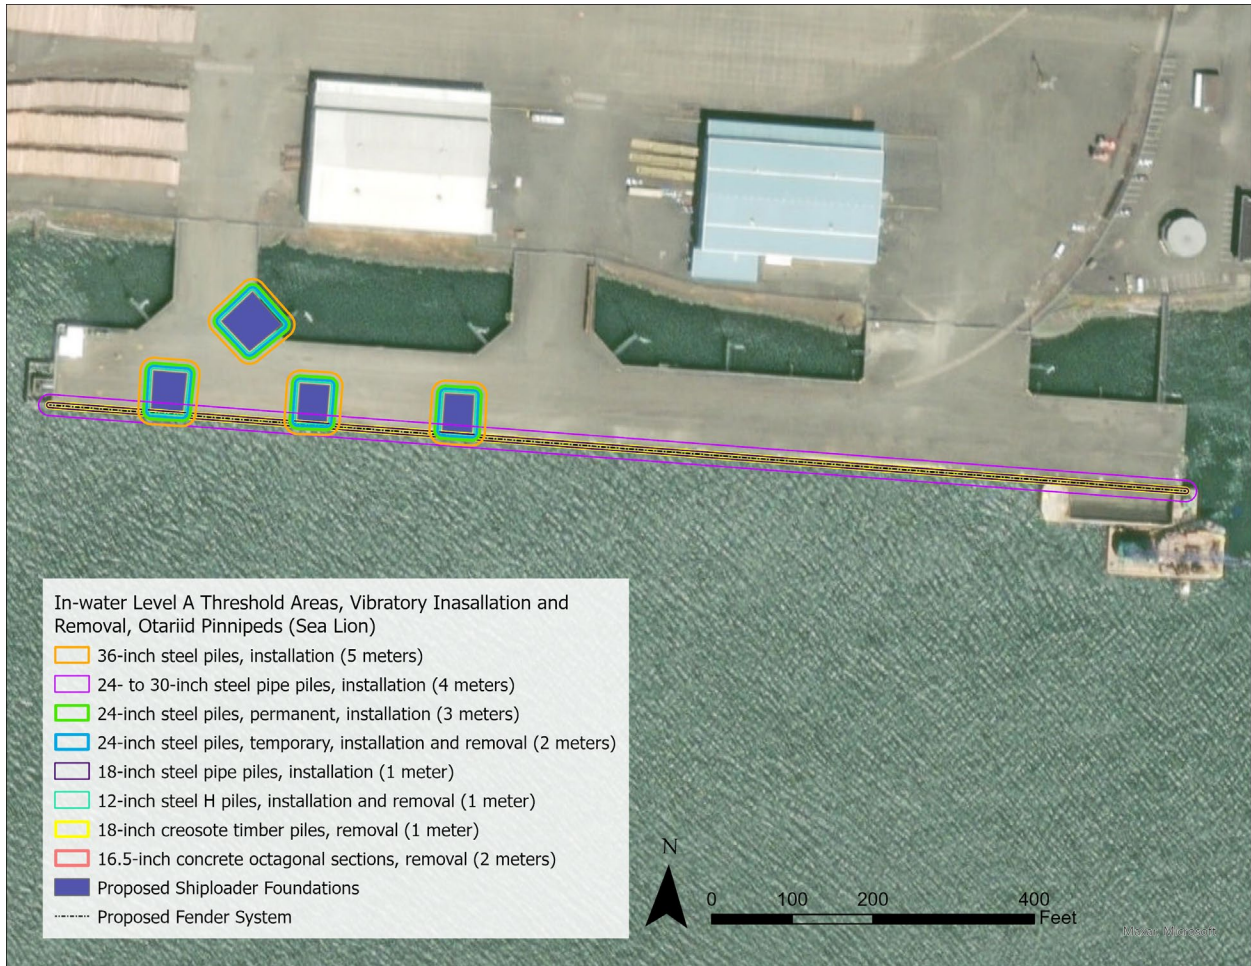 In-water Level A Threshold Areas, Vibratory Inasallation and
Removal, Otariid Pinnipeds (Sea Lion)
36-inch steel piles, installation (5 meters)
24- to 30-inch steel pipe piles, installation (4 meters)
24-inch steel piles, permanent, installation (3 meters)
24-inch steel piles, temporary, installation and removal (2 meters)
18-inch steel pipe piles, installation (1 meter)
12-inch steel H piles, installation and removal (1 meter)
18-inch creosote timber piles, removal (1 meter)
16.5-inch concrete octagonal sections, removal (2 meters)
Proposed Shiploader Foundations
Proposed Fender System
N
0 100 200 400
Feet
Maxar, Microsoft